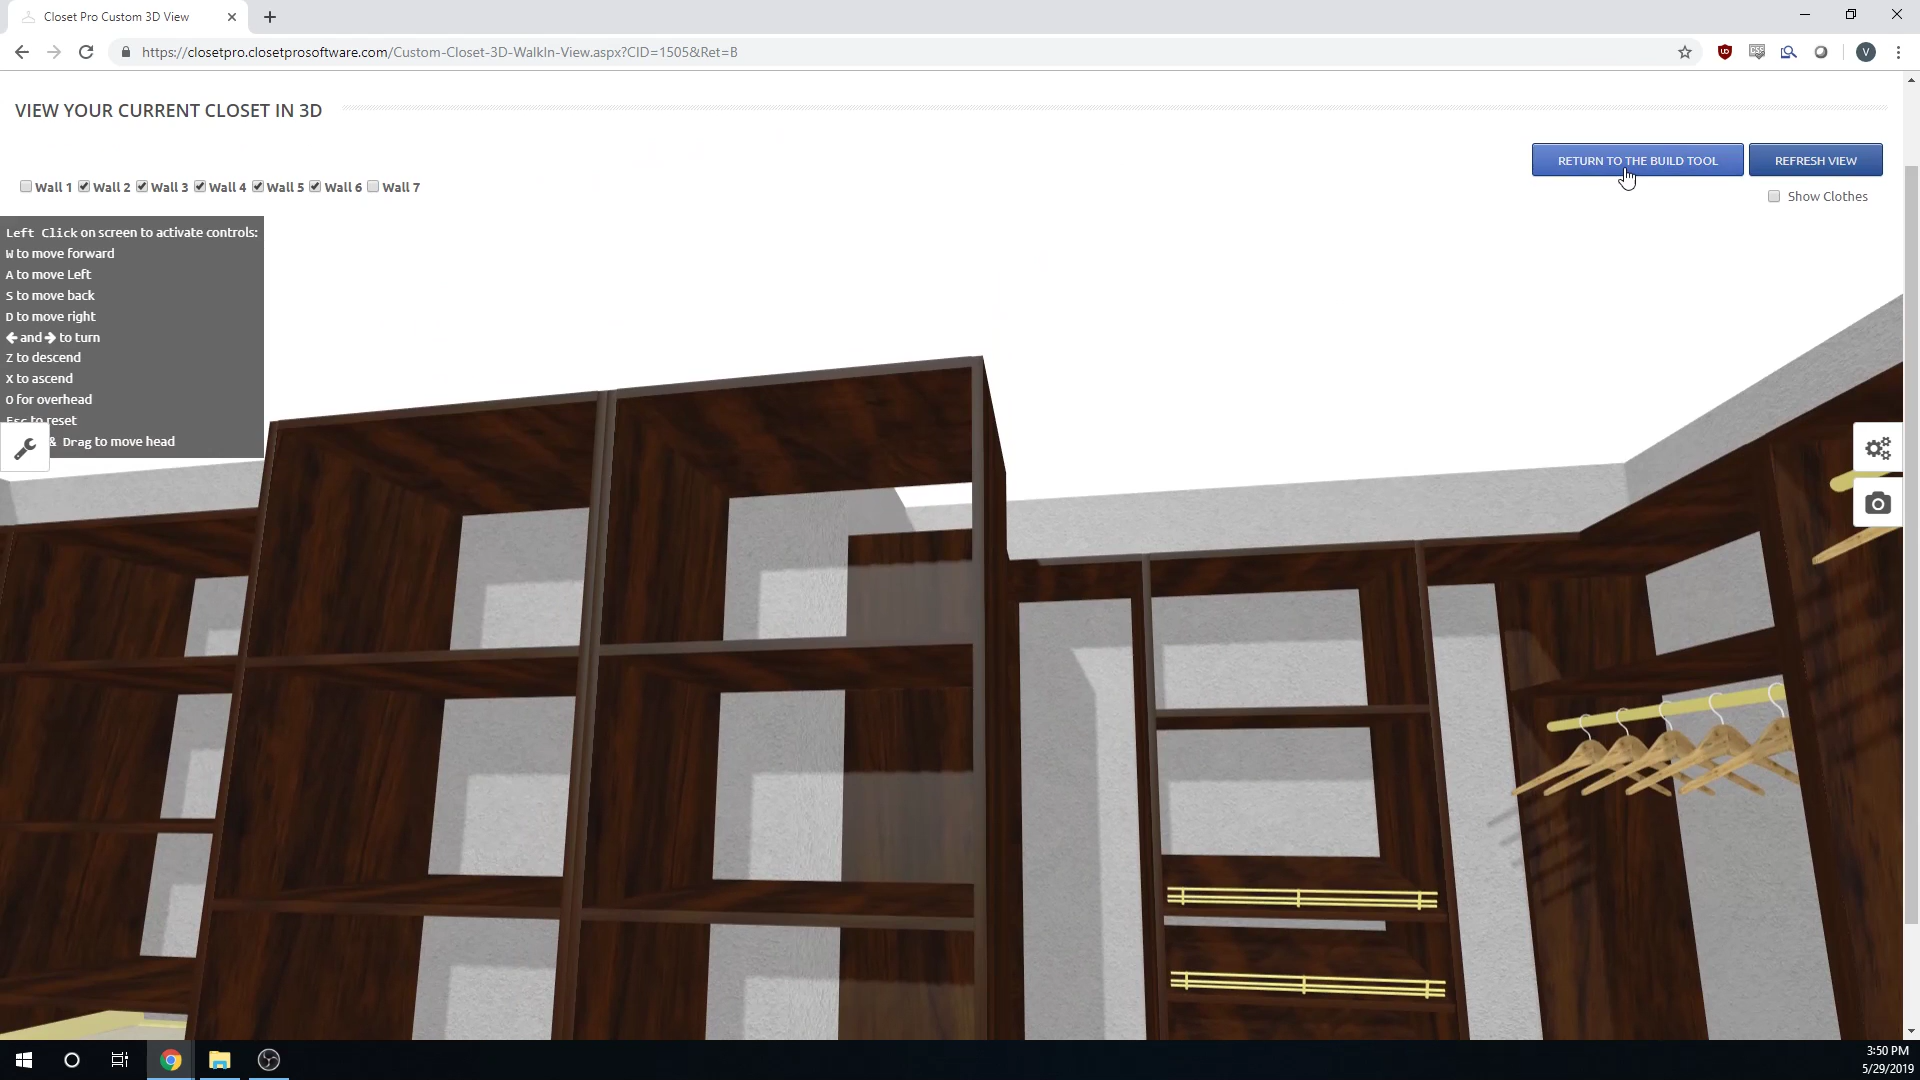 Closet Pro Custom 3D View
https://closetpro.closetprosoftware.com/Custom-Closet-3D-WalkIn-View.aspx?CID=1505&Ret=B
V
VIEW YOUR CURRENT CLOSET IN 3D
RETURN TO THE BUILD TOOL
REFRESH VIEW
Wall 1 Wall 2 Wall 3 Wall 4 Wall 5 Wall 6 Wall 7
Show Clothes
Left Click on screen to activate controls:
W to move forward
A to move Left
S to move back
D to move right
and to turn
Z to descend
X to ascend
O for overhead
Esc to reset
& Drag to move head
3:50 PM
5/29/2019